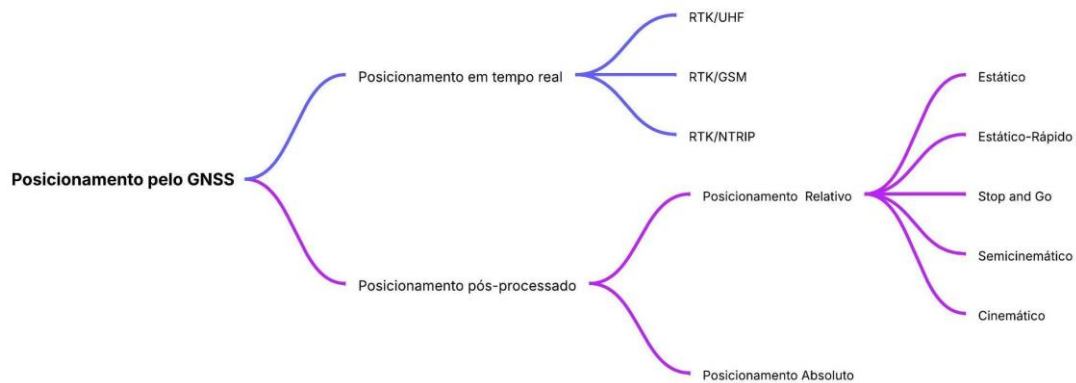 Posicionamento pelo GNSS
Posicionamento em tempo real
RTK/UHF
RTK/GSM
RTK/NTRIP
Posicionamento pós-processado
Posicionamento Relativo
Estático
Estático-Rápido
Stop and Go
Semicinemático
Cinemático
Posicionamento Absoluto